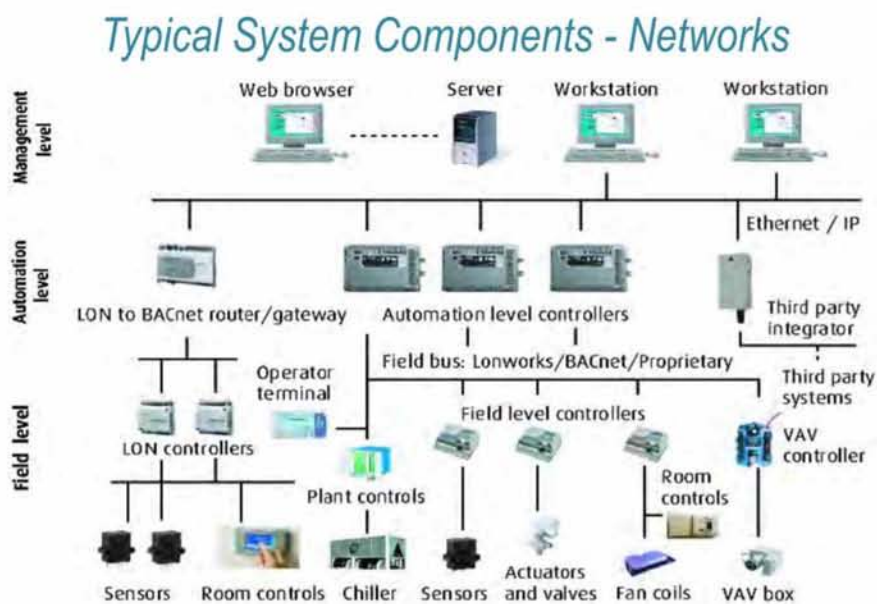 Typical System Components - Networks
Management
level
Web browser
Server
Workstation
Workstation
Ethernet / IP
Automation
level
LON to BACnet router/gateway
Automation level controllers
Third party
integrator
Field bus: Lonworks/BACnet/Proprietary
Operator
terminal
Third party
systems
Field level
Field level controllers
LON controllers
VAV
controller
Plant controls
Room
controls
Sensors
Room controls
Chiller
Sensors
Actuators
and valves
Fan coils
VAV box